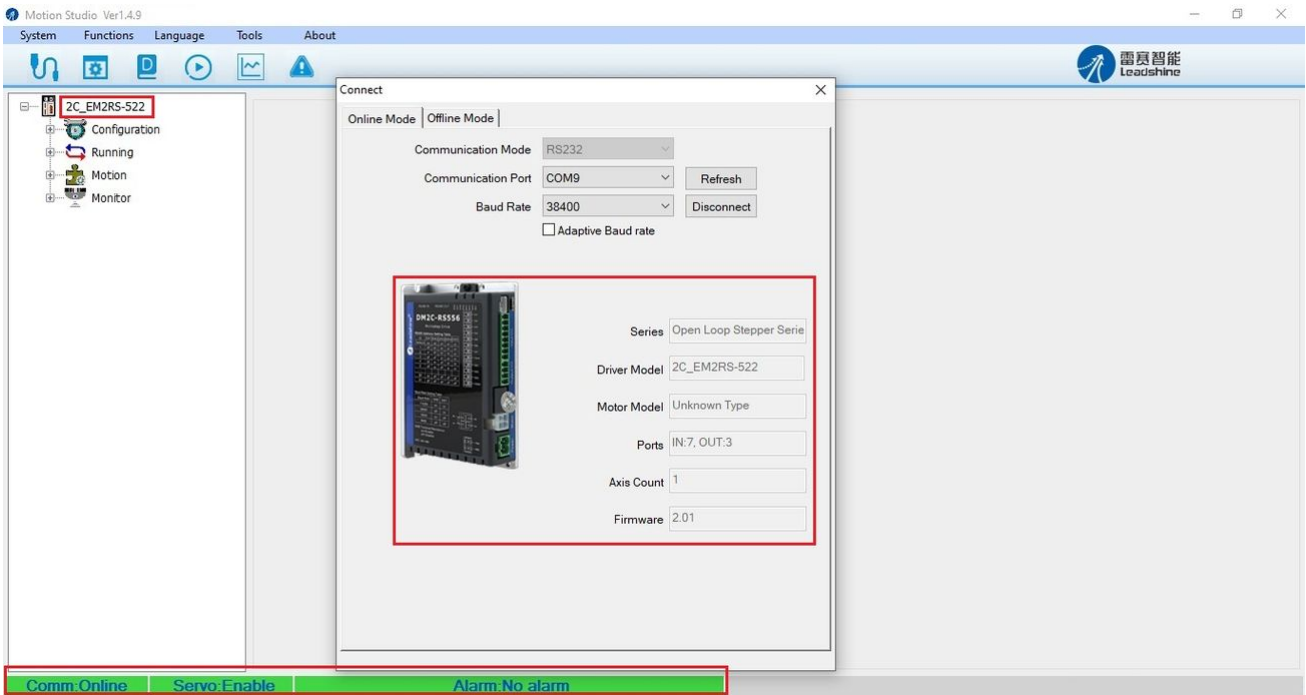 Motion Studio Ver1.4.9
System Functions Language Tools About
雷赛智能
Leadshine
2C_EM2RS-522
Configuration
Running
Motion
Monitor
Connect
Online Mode Offline Mode
Communication Mode RS232
Communication Port COM9 Refresh
Baud Rate 38400 Disconnect
Adaptive Baud rate
DM2C-RS556
Series Open Loop Stepper Serie
Driver Model 2C_EM2RS-522
Motor Model Unknown Type
Ports IN:7, OUT:3
Axis Count 1
Firmware 2.01
Comm:Online Servo:Enable Alarm:No alarm